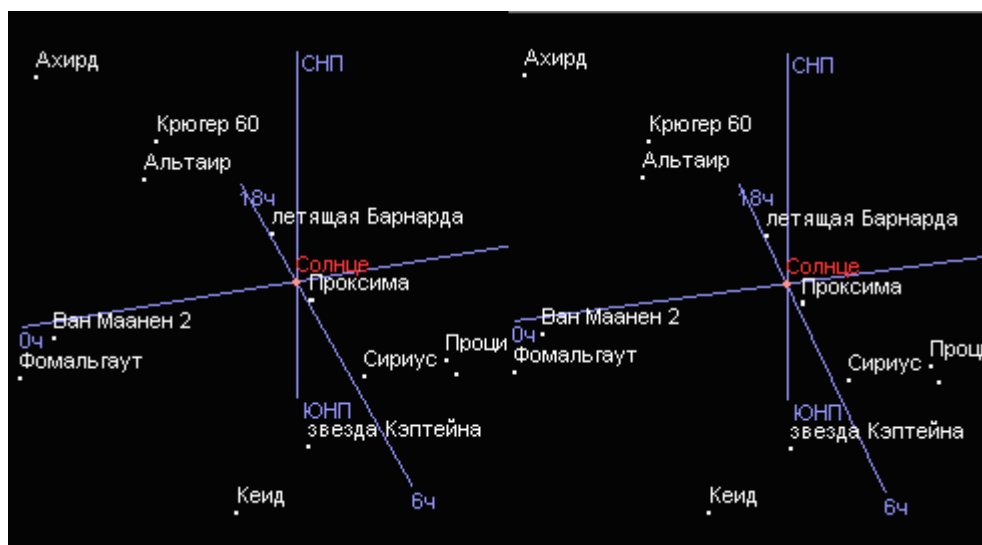 Ахирд
СНП
Крюгер 60
Альтаир
18ч
летящая Барнарда
Солнце
Проксима
Ван Маанен 2
0ч
Фомальгаут
Проци
Сириус
ЮНП
звезда Кэптейна
Кеид
6ч
Ахирд
СНП
Крюгер 60
Альтаир
18ч
летящая Барнарда
Солнце
Проксима
Ван Маанен 2
0ч
Фомальгаут
Проц
Сириус
ЮНП
звезда Кэптейна
Кеид
6ч